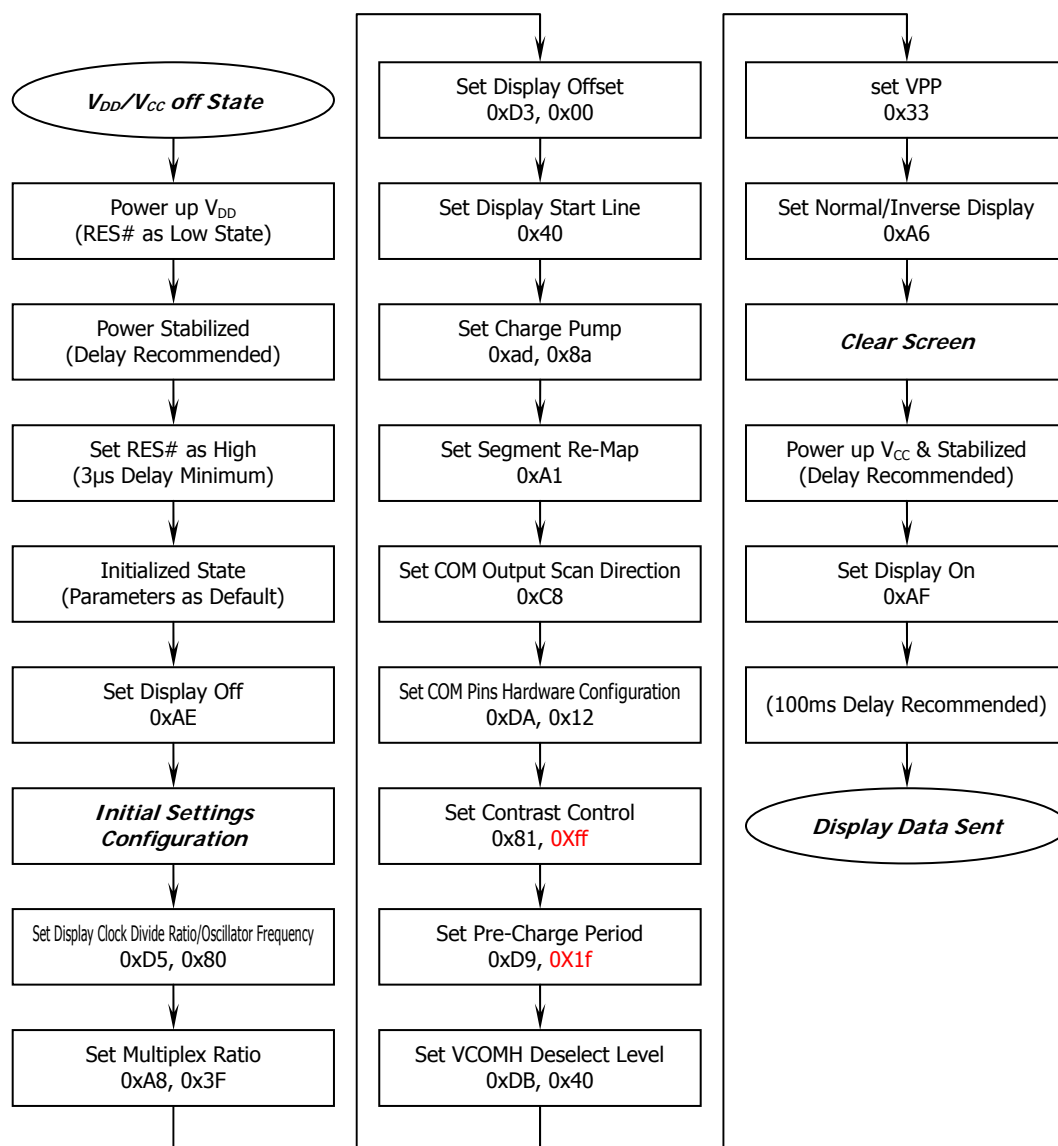 VDD/VCC off State
Power up VDD
(RES# as Low State)
Power Stabilized
(Delay Recommended)
Set RES# as High
(3μs Delay Minimum)
Initialized State
(Parameters as Default)
Set Display Off
0xAE
Initial Settings
Configuration
Set Display Clock Divide Ratio/Oscillator Frequency
0xD5, 0x80
Set Multiplex Ratio
0xA8, 0x3F
Set Display Offset
0xD3, 0x00
Set Display Start Line
0x40
Set Charge Pump
0xad, 0x8a
Set Segment Re-Map
0xA1
Set COM Output Scan Direction
0xC8
Set COM Pins Hardware Configuration
0xDA, 0x12
Set Contrast Control
0x81, 0Xff
Set Pre-Charge Period
0xD9, 0X1f
Set VCOMH Deselect Level
0xDB, 0x40
set VPP
0x33
Set Normal/Inverse Display
0xA6
Clear Screen
Power up VCC & Stabilized
(Delay Recommended)
Set Display On
0xAF
(100ms Delay Recommended)
Display Data Sent